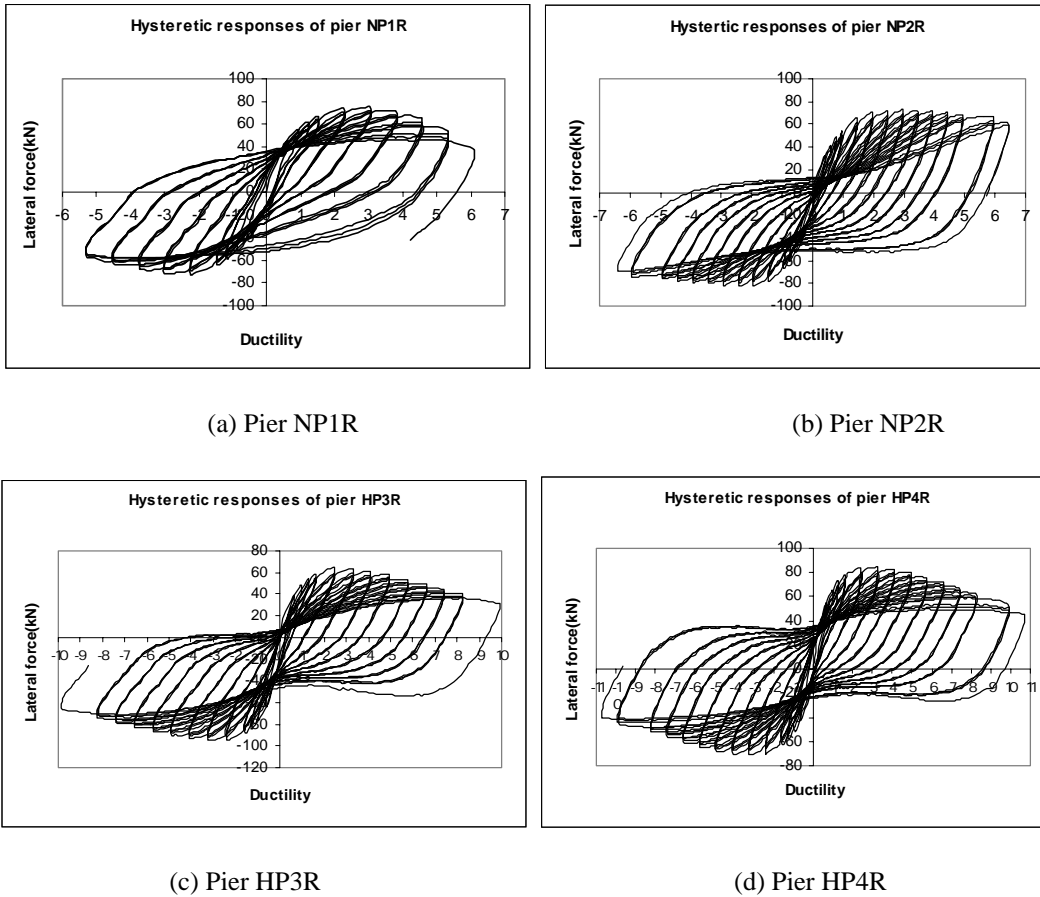 Hysteretic responses of pier NP1R
Lateral force(kN)
100
80
60
40
20
0
-60
-80
-100
-6 -5 -4 -3 -2 0 1 2 3 4 5 6 7
Ductility
(a) Pier NP1R
Hystertic responses of pier NP2R
Lateral force(kN)
100
80
60
40
20
0
-60
-80
-100
-7 -6 -5 -4 -3 -2 1 2 3 4 5 6 7
Ductility
(b) Pier NP2R
Hysteretic responses of pier HP3R
Lateral force(kN)
80
60
40
20
0
-20
-40
-60
-80
-100
-120
-10 -9 -8 -7 -6 -5 -4 -3 -2 0 1 2 3 4 5 6 7 8 9 10
Ductility
(c) Pier HP3R
Hysteretic responses of pier HP4R
Lateral force(kN)
100
80
60
40
20
0
-20
-40
-60
-80
-11 -1 -9 -8 -7 -6 -5 -4 -3 -2 0 1 2 3 4 5 6 7 8 9 10 11
0
Ductility
(d) Pier HP4R